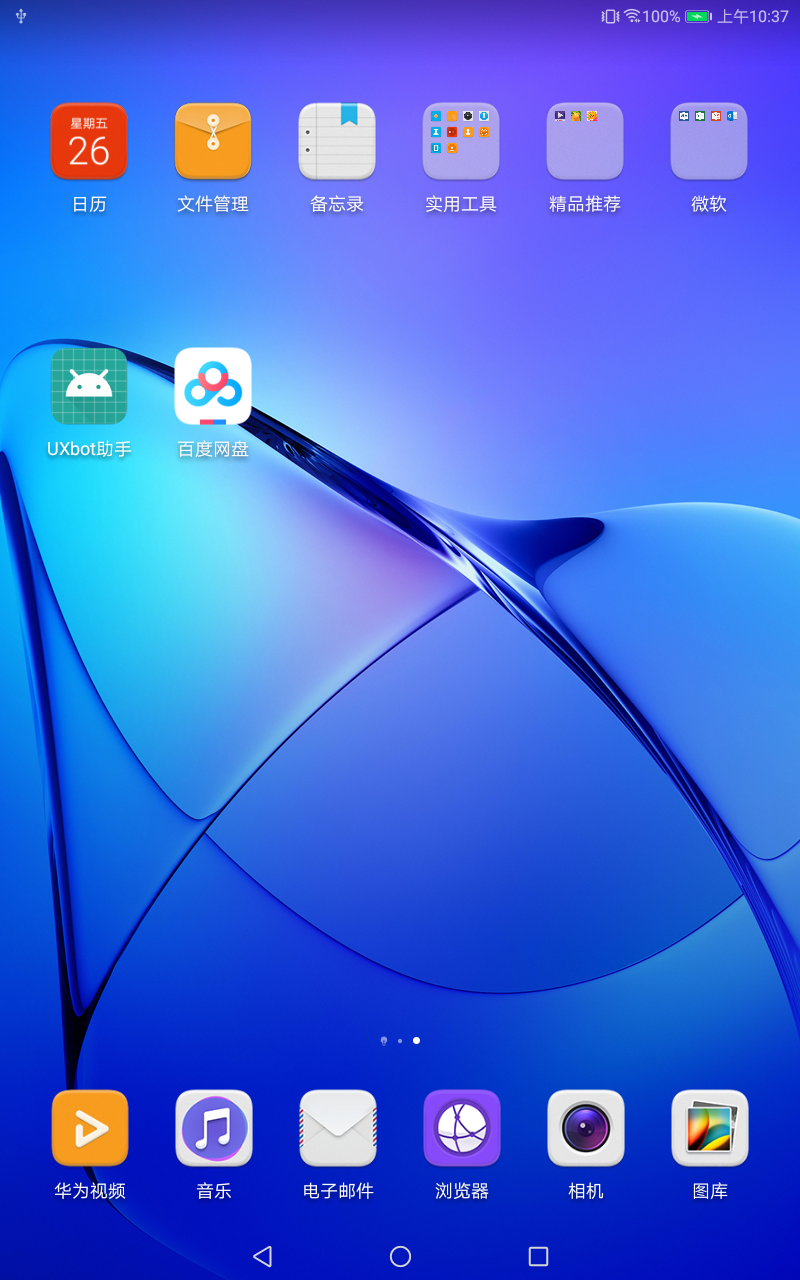 100%
上午10:37
星期五
26
日历
文件管理
备忘录
实用工具
精品推荐
微软
UXbot助手
百度网盘
华为视频
音乐
电子邮件
浏览器
相机
图库